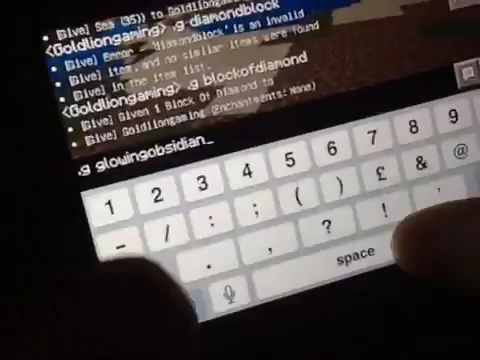 • [Give] Sea (35)) to Goldliongaming
<Goldliongaming> .g diamondblock
• [Give] Error - 'diamondblock' is an invalid
• [Give] item, and no similar items were found
• [Give] in the item list.
<Goldliongaming> .g blockofdiamond
• [Give] Given 1 Block Of Diamond to
• [Give] Goldliongaming (Enchantments: None)
.g glowingobsidian_
1 2 3 4 5 6 7 8 9
- / : ; ( ) £ & @
. , ? ! '
space